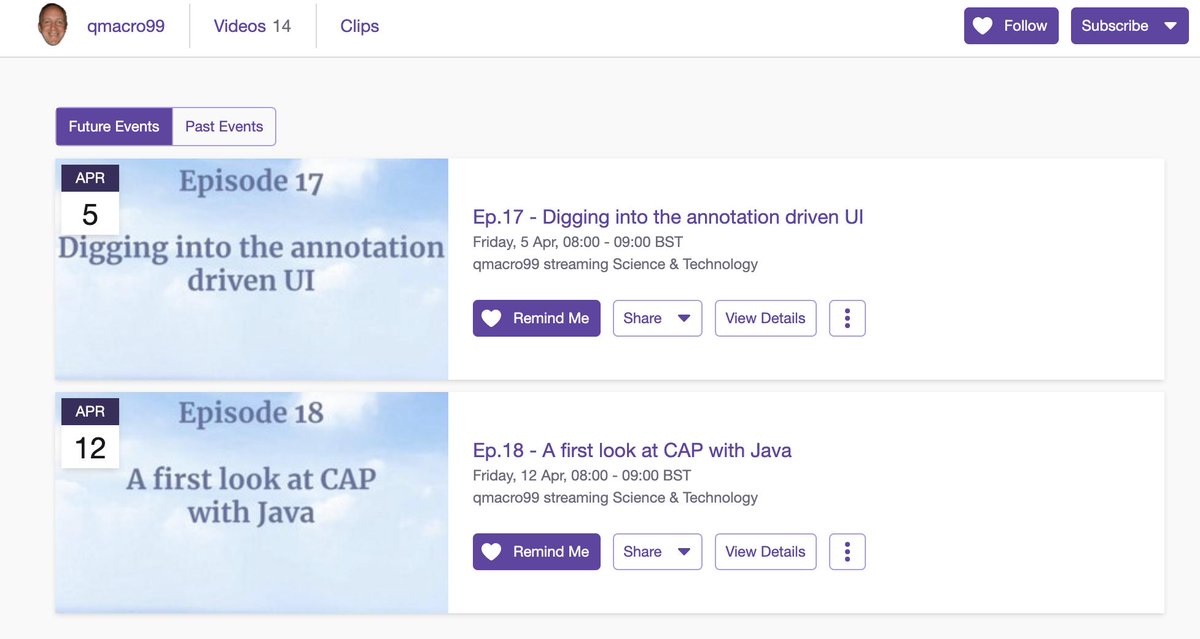 qmacro99 Videos 14 Clips Follow Subscribe
Future Events Past Events
APR
5
Episode 17
Digging into the annotation
driven UI
Ep.17 - Digging into the annotation driven UI
Friday, 5 Apr, 08:00 - 09:00 BST
qmacro99 streaming Science & Technology
Remind Me Share View Details
APR
12
Episode 18
A first look at CAP
with Java
Ep.18 - A first look at CAP with Java
Friday, 12 Apr, 08:00 - 09:00 BST
qmacro99 streaming Science & Technology
Remind Me Share View Details